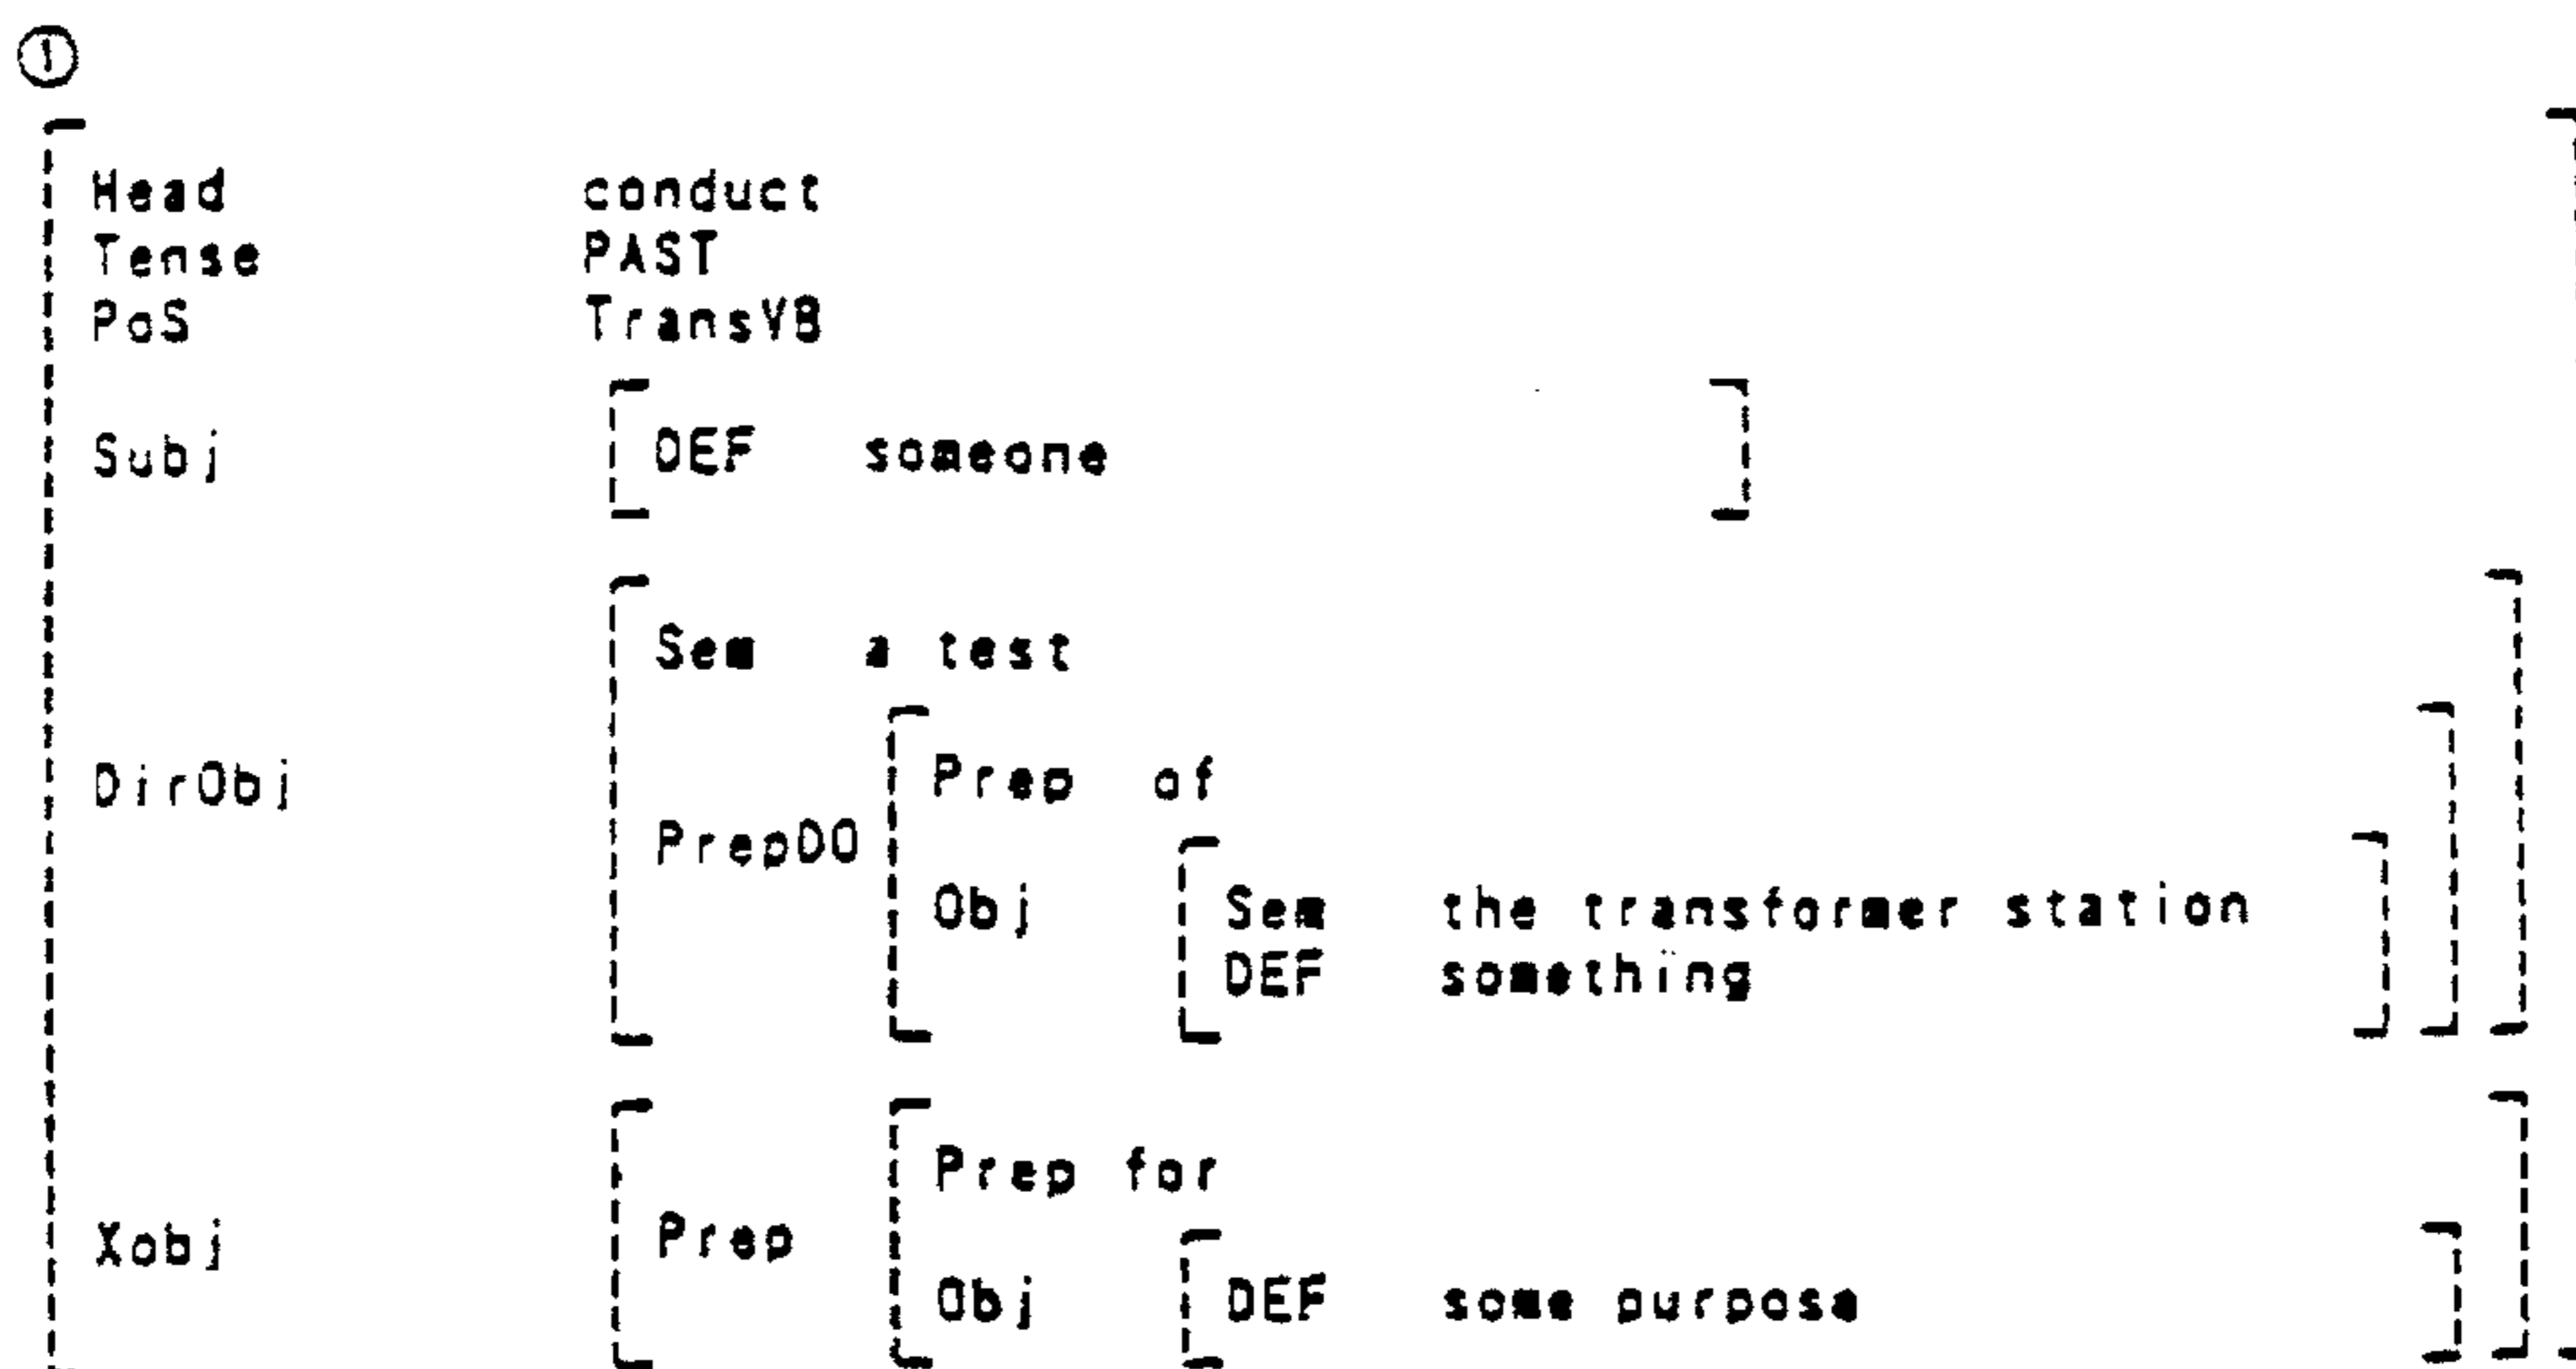 ①
Head conduct
Tense PAST
PoS TransVB
Subj DEF someone
Sem a test
Prep of
DirObj
PrepDO
Obj Sem the transformer station
DEF something
Prep for
Xobj Prep
Obj DEF some purpose